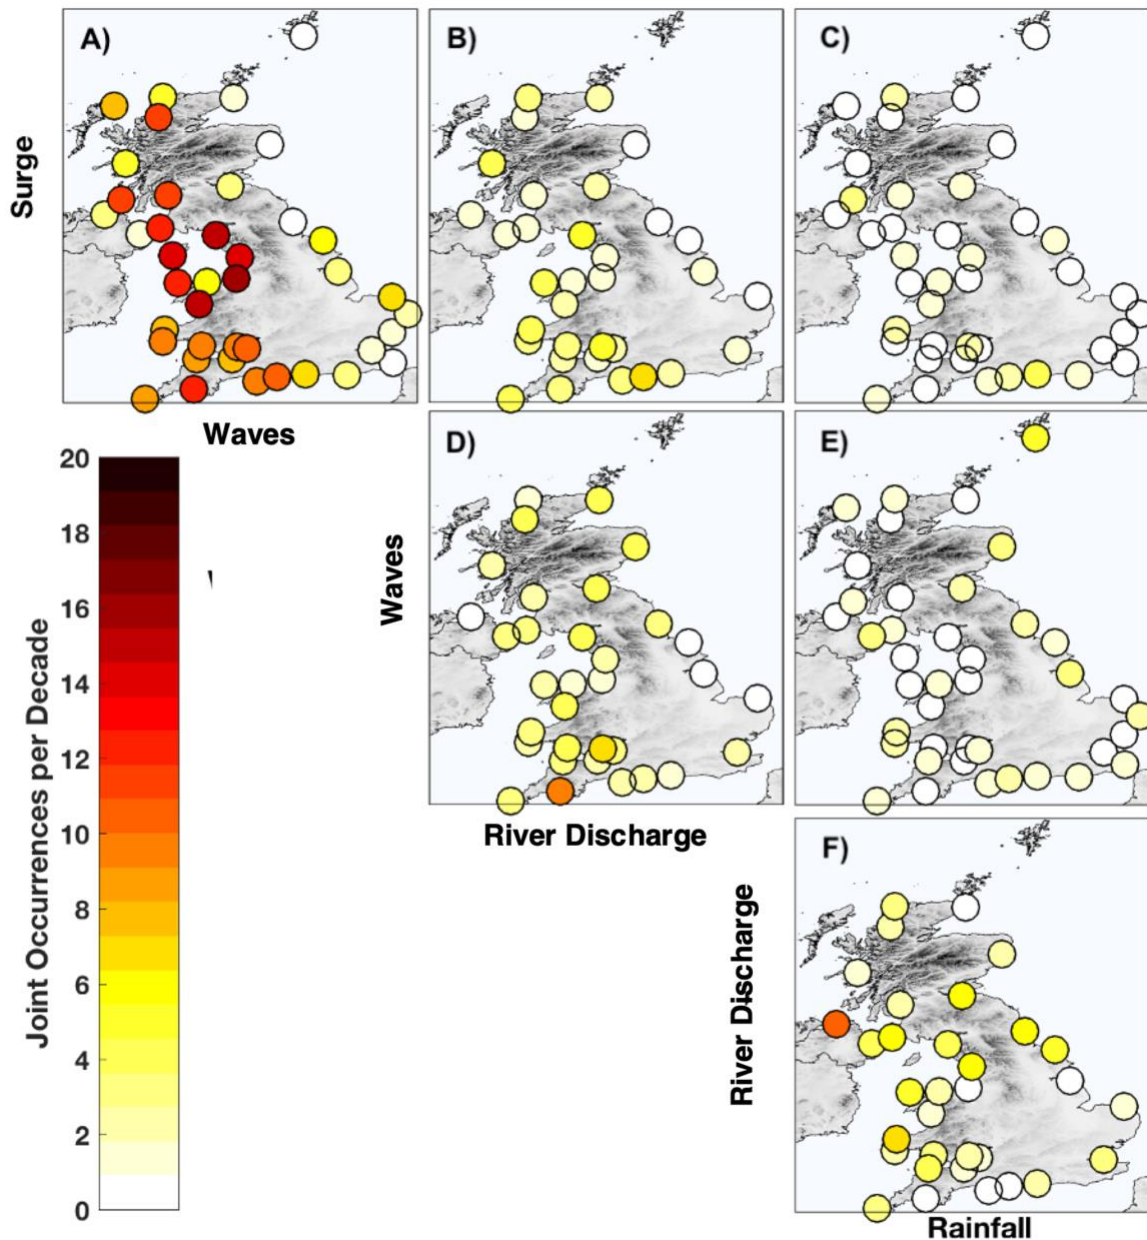 A)
B)
C)
Surge
Waves
D)
E)
Waves
River Discharge
F)
River Discharge
Rainfall
20
18
16
14
12
10
8
6
4
2
0
Joint Occurrences per Decade